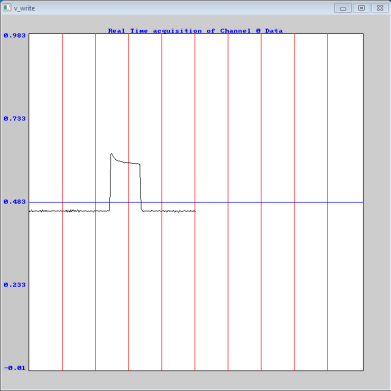 v_write
Real Time acquisition of Channel 0 Data
0.983
0.733
0.483
0.233
-0.01